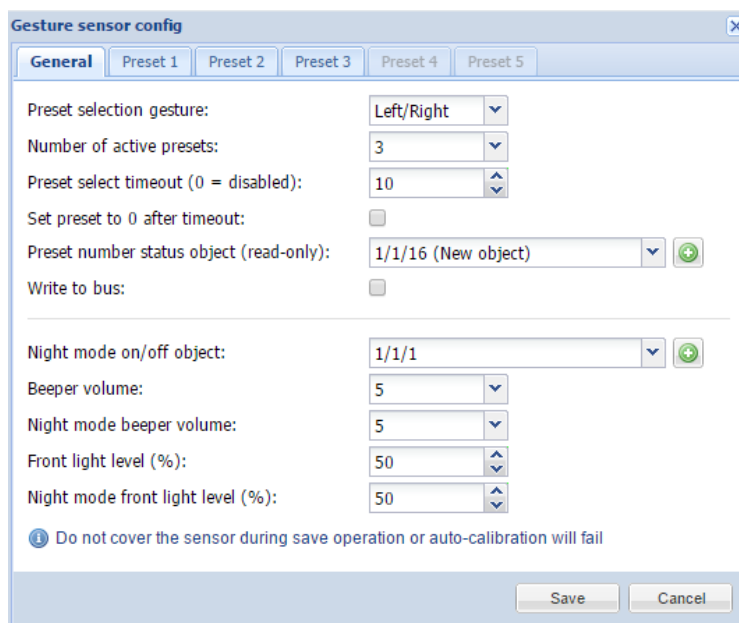 Gesture sensor config
General Preset 1 Preset 2 Preset 3 Preset 4 Preset 5
Preset selection gesture: Left/Right
Number of active presets: 3
Preset select timeout (0 = disabled): 10
Set preset to 0 after timeout:
Preset number status object (read-only): 1/1/16 (New object)
Write to bus:
Night mode on/off object: 1/1/1
Beeper volume: 5
Night mode beeper volume: 5
Front light level (%): 50
Night mode front light level (%): 50
Do not cover the sensor during save operation or auto-calibration will fail
Save Cancel